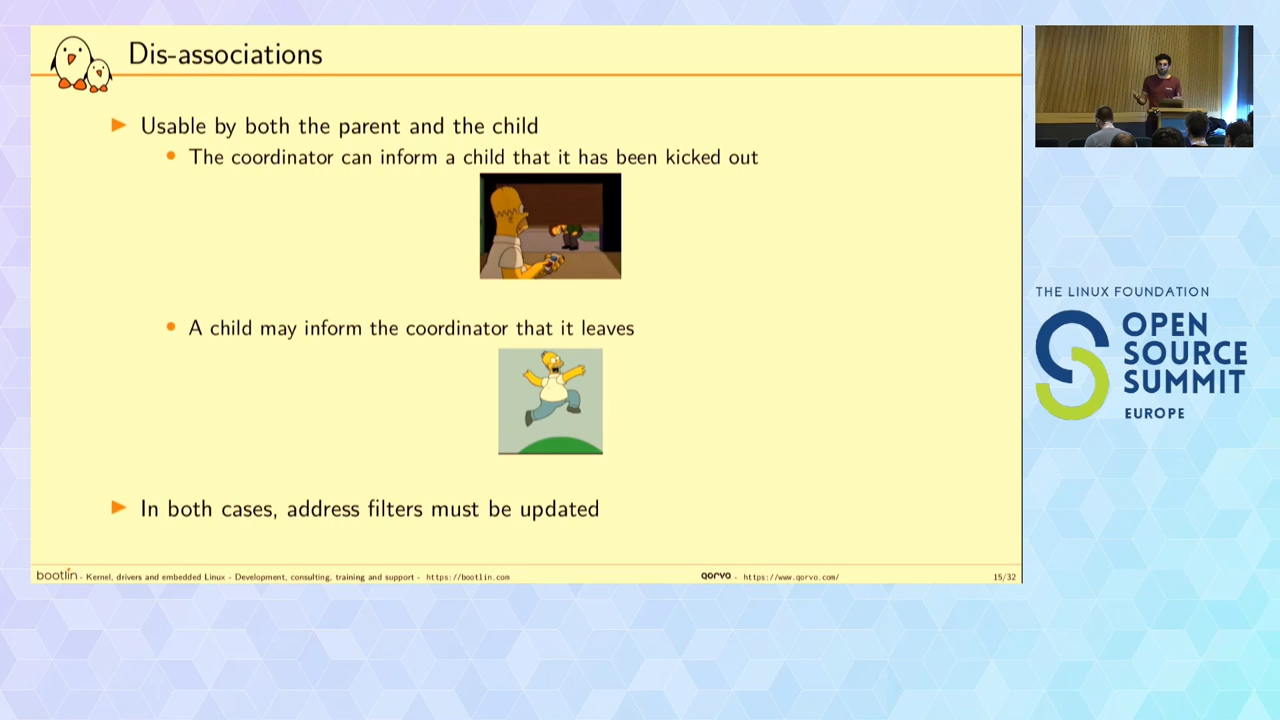 Dis-associations
Usable by both the parent and the child
The coordinator can inform a child that it has been kicked out
A child may inform the coordinator that it leaves
In both cases, address filters must be updated
bootlin - Kernel, drivers and embedded Linux - Development, consulting, training and support - https://bootlin.com
qorvo - https://www.qorvo.com/
15/32
THE LINUX FOUNDATION
OPEN
SOURCE
SUMMIT
EUROPE